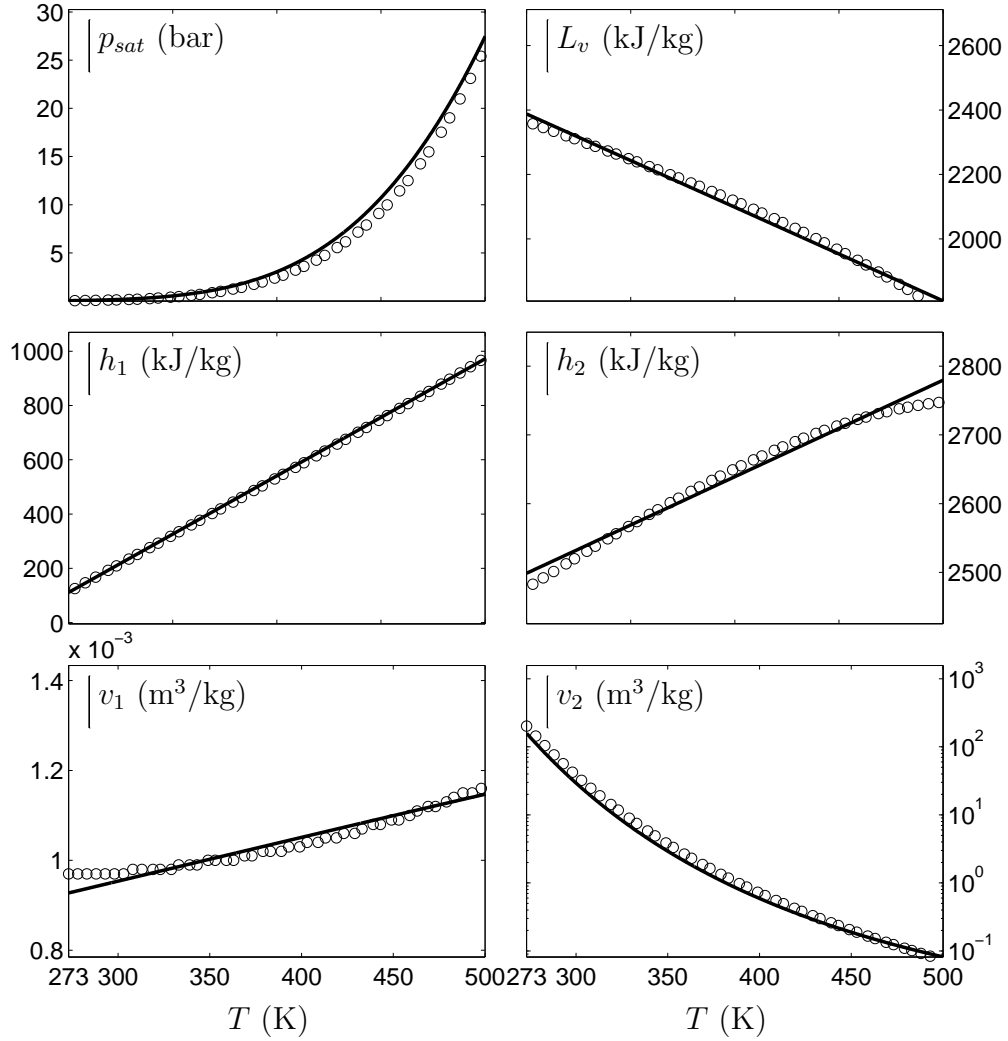 p_sat (bar)
30
25
20
15
10
5
L_v (kJ/kg)
2600
2400
2200
2000
h_1 (kJ/kg)
1000
800
600
400
200
0
h_2 (kJ/kg)
2800
2700
2600
2500
x 10^−3
v_1 (m^3/kg)
1.4
1.2
1
0.8
273 300 350 400 450 500
T (K)
v_2 (m^3/kg)
10^3
10^2
10^1
10^0
10^−1
273 300 350 400 450 500
T (K)